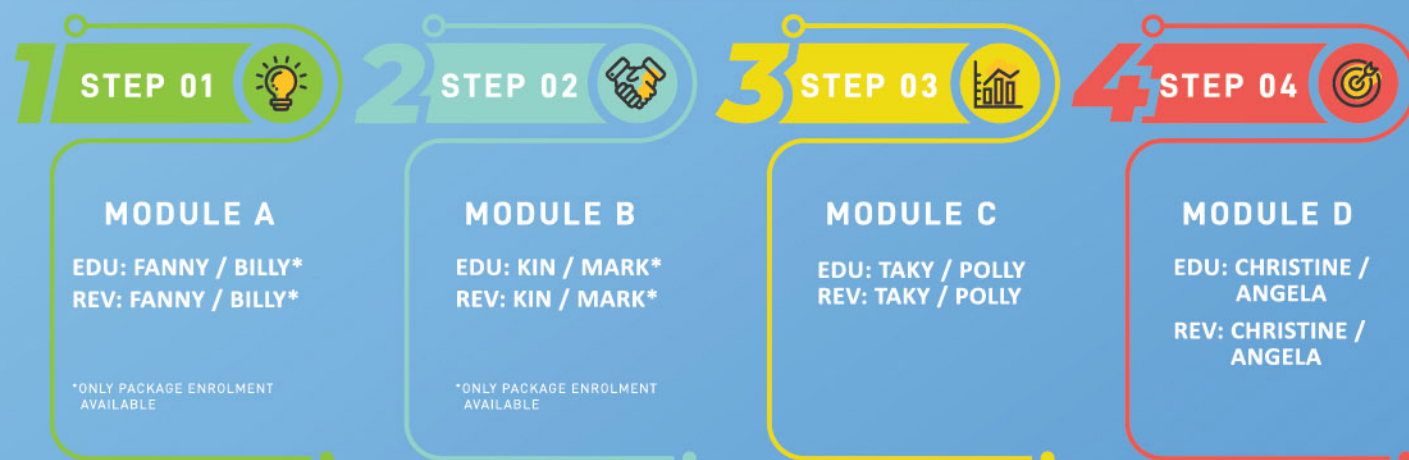 1 STEP 01
MODULE A
EDU: FANNY / BILLY*
REV: FANNY / BILLY*
*ONLY PACKAGE ENROLMENT
AVAILABLE
2 STEP 02
MODULE B
EDU: KIN / MARK*
REV: KIN / MARK*
*ONLY PACKAGE ENROLMENT
AVAILABLE
3 STEP 03
MODULE C
EDU: TAKY / POLLY
REV: TAKY / POLLY
4 STEP 04
MODULE D
EDU: CHRISTINE /
ANGELA
REV: CHRISTINE /
ANGELA